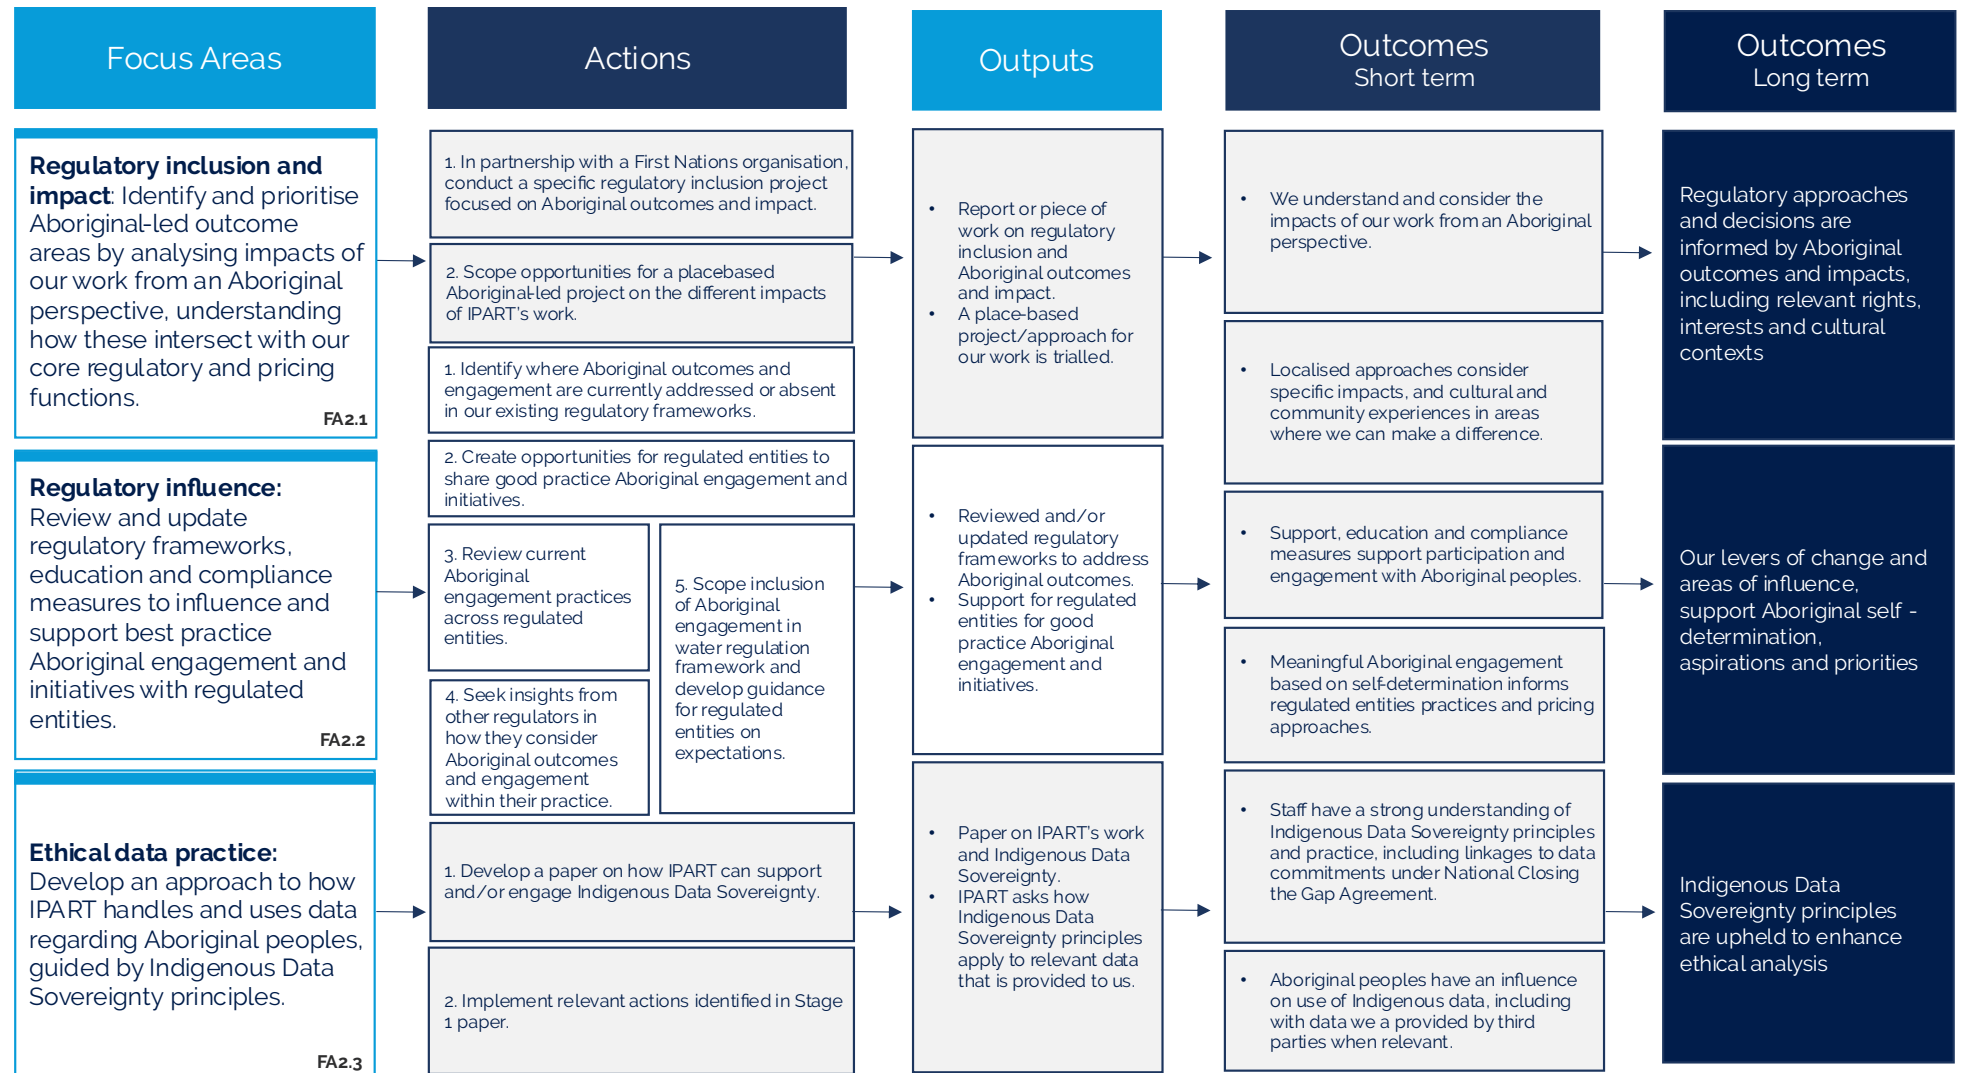 Focus Areas
Actions
Outputs
Outcomes
Short term
Outcomes
Long term
Regulatory inclusion and
impact: Identify and prioritise
Aboriginal-led outcome
areas by analysing impacts of
our work from an Aboriginal
perspective, understanding
how these intersect with our
core regulatory and pricing
functions.
FA2.1
1. In partnership with a First Nations organisation,
conduct a specific regulatory inclusion project
focused on Aboriginal outcomes and impact.
2. Scope opportunities for a placebased
Aboriginal-led project on the different impacts
of IPART's work.
• Report or piece of
work on regulatory
inclusion and
Aboriginal outcomes
and impact.
• A place-based
project/approach for
our work is trialled.
• We understand and consider the
impacts of our work from an Aboriginal
perspective.
• Localised approaches consider
specific impacts, and cultural and
community experiences in areas
where we can make a difference.
Regulatory approaches
and decisions are
informed by Aboriginal
outcomes and impacts,
including relevant rights,
interests and cultural
contexts
Regulatory influence:
Review and update
regulatory frameworks,
education and compliance
measures to influence and
support best practice
Aboriginal engagement and
initiatives with regulated
entities.
FA2.2
1. Identify where Aboriginal outcomes and
engagement are currently addressed or absent
in our existing regulatory frameworks.
2. Create opportunities for regulated entities to
share good practice Aboriginal engagement and
initiatives.
3. Review current
Aboriginal
engagement practices
across regulated
entities.
4. Seek insights from
other regulators in
how they consider
Aboriginal outcomes
and engagement
within their practice.
5. Scope inclusion
of Aboriginal
engagement in
water regulation
framework and
develop guidance
for regulated
entities on
expectations.
• Reviewed and/or
updated regulatory
frameworks to address
Aboriginal outcomes.
• Support for regulated
entities for good
practice Aboriginal
engagement and
initiatives.
• Support, education and compliance
measures support participation and
engagement with Aboriginal peoples.
• Meaningful Aboriginal engagement
based on self-determination informs
regulated entities practices and pricing
approaches.
Our levers of change and
areas of influence,
support Aboriginal self -
determination,
aspirations and priorities
Ethical data practice:
Develop an approach to how
IPART handles and uses data
regarding Aboriginal peoples,
guided by Indigenous Data
Sovereignty principles.
FA2.3
1. Develop a paper on how IPART can support
and/or engage Indigenous Data Sovereignty.
2. Implement relevant actions identified in Stage
1 paper.
• Paper on IPART's work
and Indigenous Data
Sovereignty.
• IPART asks how
Indigenous Data
Sovereignty principles
apply to relevant data
that is provided to us.
• Staff have a strong understanding of
Indigenous Data Sovereignty principles
and practice, including linkages to data
commitments under National Closing
the Gap Agreement.
• Aboriginal peoples have an influence
on use of Indigenous data, including
with data we a provided by third
parties when relevant.
Indigenous Data
Sovereignty principles
are upheld to enhance
ethical analysis